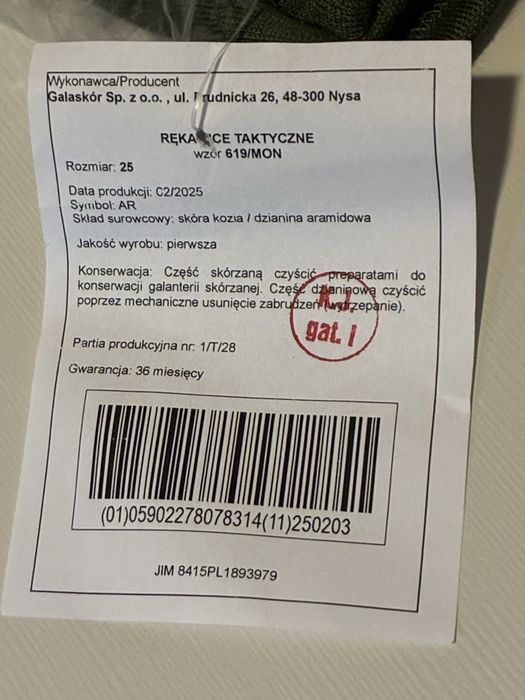 Wykonawca/Producent
Galaskór Sp. z o.o. , ul. Prudnicka 26, 48-300 Nysa
RĘKAWICE TAKTYCZNE
wzór 619/MON
Rozmiar: 25
Data produkcji: C2/2025
Symbol: AR
Skład surowcowy: skóra kozia / dzianina aramidowa
Jakość wyrobu: pierwsza
Konserwacja: Część skórzaną czyścić preparatami do
konserwacji galanterii skórzanej. Część dzianinową czyścić
poprzez mechaniczne usunięcie zabrudzeń (wytrzepanie).
K.J.
gat. I
Partia produkcyjna nr: 1/T/28
Gwarancja: 36 miesięcy
(01)05902278078314(11)250203
JIM 8415PL1893979